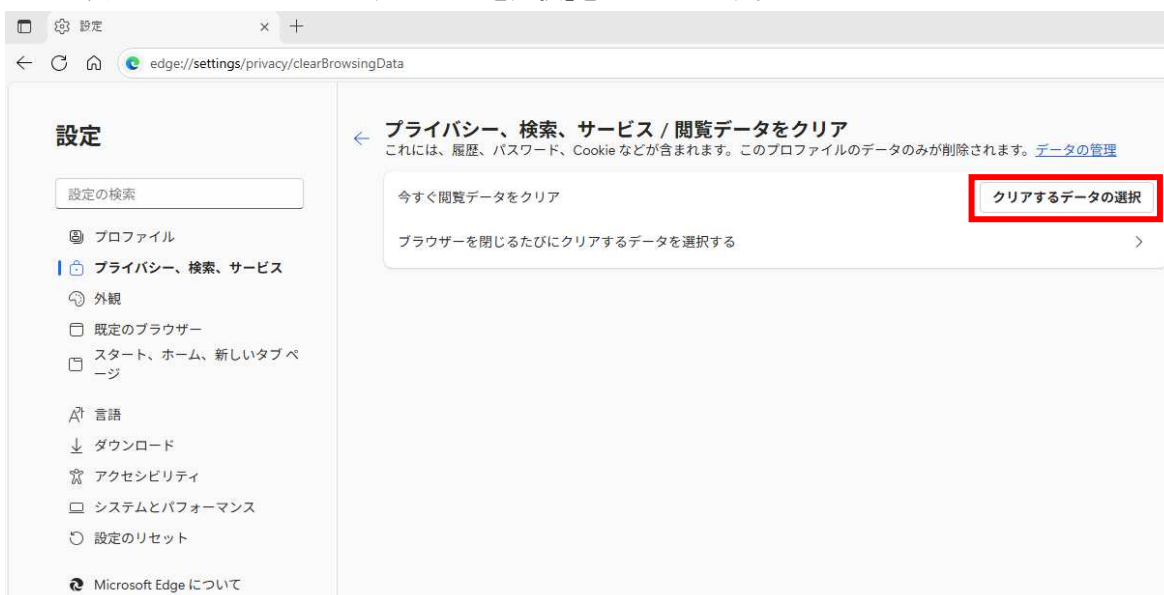 設定
edge://settings/privacy/clearBrowsingData
設定
設定の検索
プロファイル
プライバシー、検索、サービス
外観
既定のブラウザー
スタート、ホーム、新しいタブ ペ
ージ
言語
ダウンロード
アクセシビリティ
システムとパフォーマンス
設定のリセット
Microsoft Edge について
プライバシー、検索、サービス / 閲覧データをクリア
これには、履歴、パスワード、Cookie などが含まれます。このプロファイルのデータのみが削除されます。データの管理
今すぐ閲覧データをクリア
クリアするデータの選択
ブラウザーを閉じるたびにクリアするデータを選択する